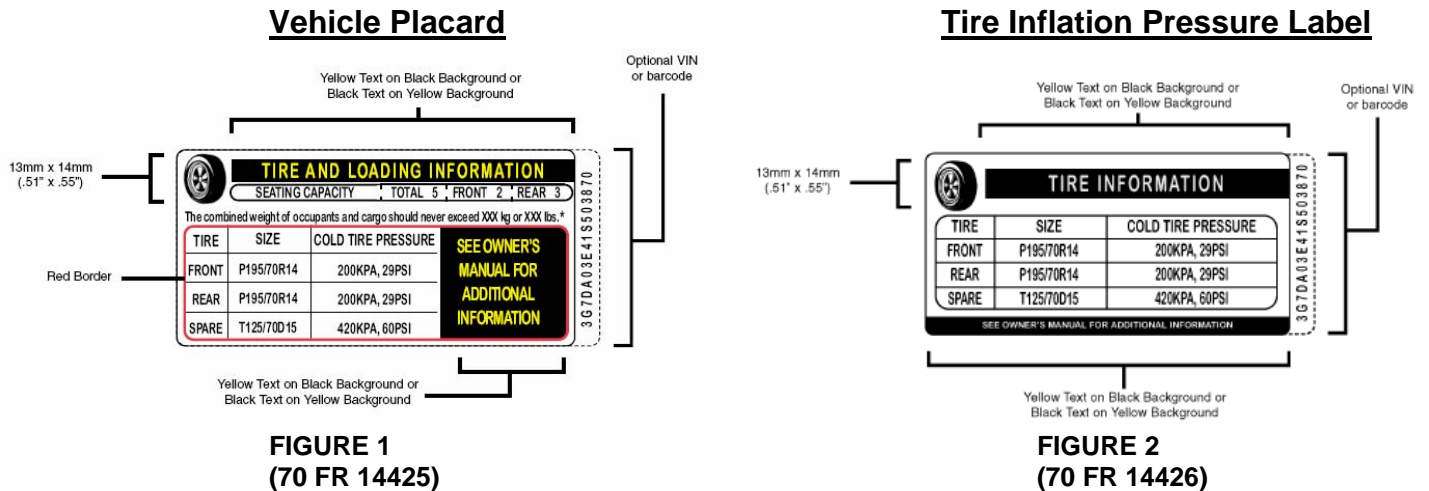 Vehicle Placard
Optional VIN
or barcode
Yellow Text on Black Background or
Black Text on Yellow Background
13mm x 14mm
(.51" x .55")
TIRE AND LOADING INFORMATION
SEATING CAPACITY TOTAL 5 FRONT 2 REAR 3
The combined weight of occupants and cargo should never exceed XXX kg or XXX lbs.*
TIRE SIZE COLD TIRE PRESSURE
FRONT P195/70R14 200KPA, 29PSI
REAR P195/70R14 200KPA, 29PSI
SPARE T125/70D15 420KPA, 60PSI
SEE OWNER'S
MANUAL FOR
ADDITIONAL
INFORMATION
3G7DA03E41S503870
Red Border
Yellow Text on Black Background or
Black Text on Yellow Background
FIGURE 1
(70 FR 14425)
Tire Inflation Pressure Label
Yellow Text on Black Background or
Black Text on Yellow Background
Optional VIN
or barcode
13mm x 14mm
(.51" x .55")
TIRE INFORMATION
TIRE SIZE COLD TIRE PRESSURE
FRONT P195/70R14 200KPA, 29PSI
REAR P195/70R14 200KPA, 29PSI
SPARE T125/70D15 420KPA, 60PSI
SEE OWNER'S MANUAL FOR ADDITIONAL INFORMATION
3G7DA03E41S503870
Yellow Text on Black Background or
Black Text on Yellow Background
FIGURE 2
(70 FR 14426)